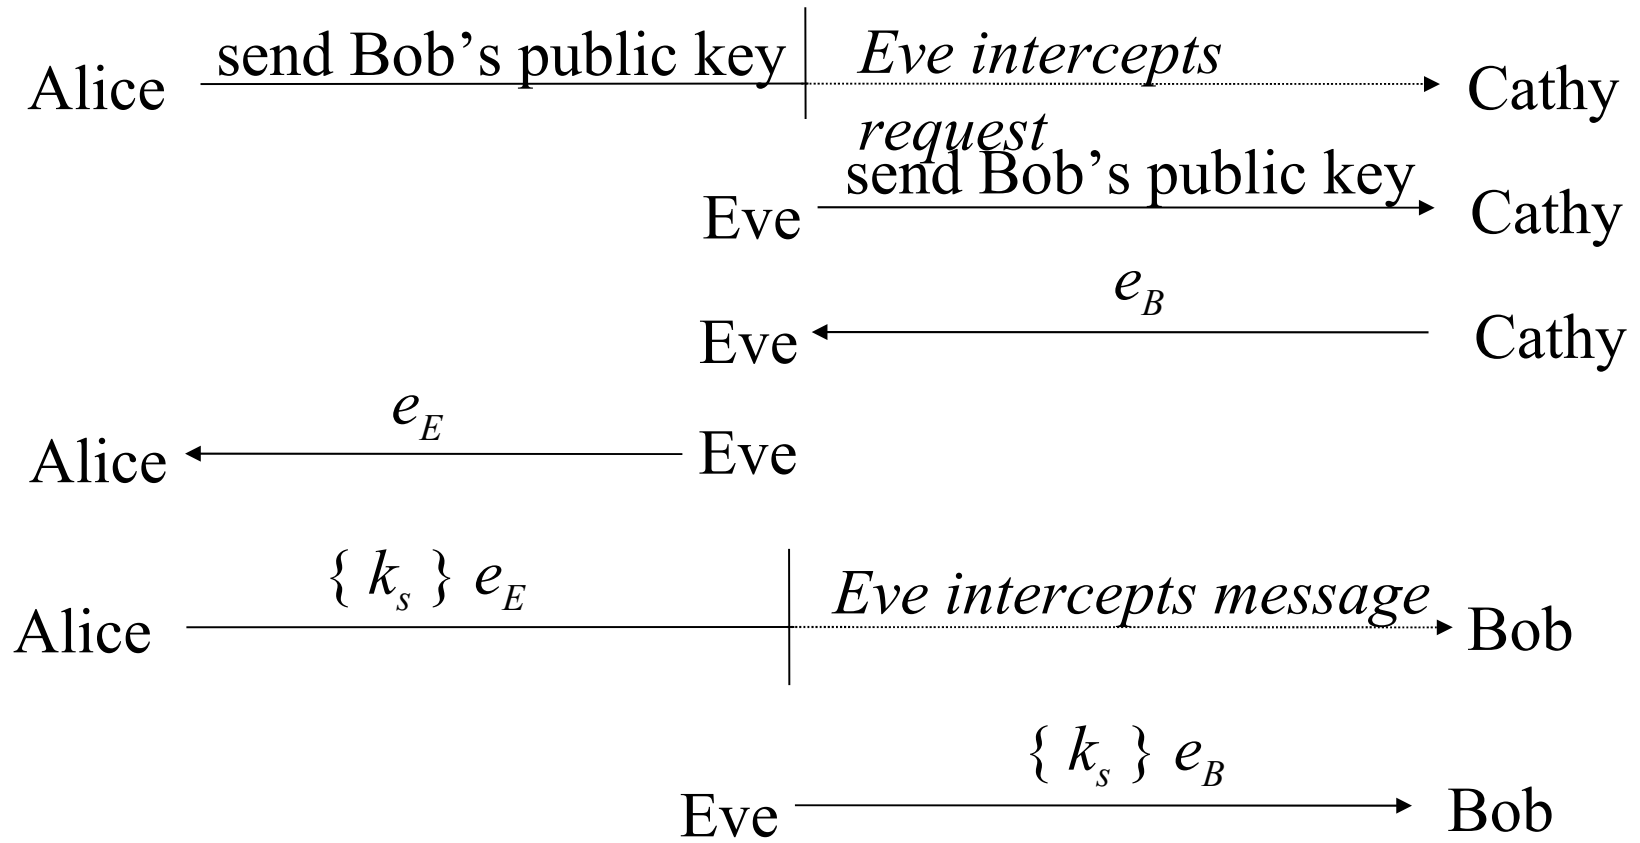 Alice send Bob’s public key Eve intercepts Cathy
request
Eve send Bob’s public key Cathy
Eve e_B Cathy
Alice e_E Eve
Alice { k_s } e_E Eve intercepts message Bob
Eve { k_s } e_B Bob